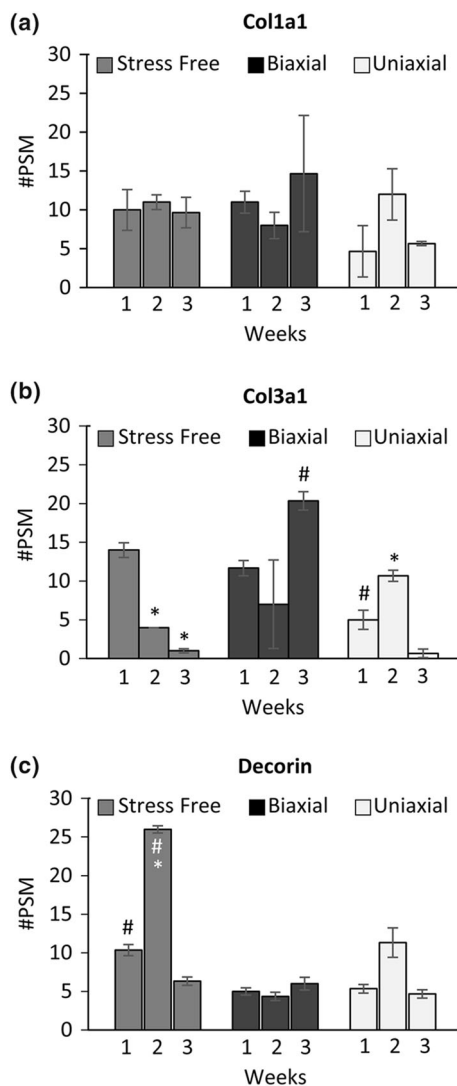 (a) Col1a1
30
Stress Free Biaxial Uniaxial
25
20
#PSM
15
10
5
0
1 2 3 1 2 3 1 2 3
Weeks
(b) Col3a1
30
Stress Free Biaxial Uniaxial
25
#
20
#PSM
15
*
10
#
5
* *
0
1 2 3 1 2 3 1 2 3
Weeks
(c) Decorin
30
Stress Free Biaxial Uniaxial
25
#
*
20
#PSM
15
#
10
5
0
1 2 3 1 2 3 1 2 3
Weeks